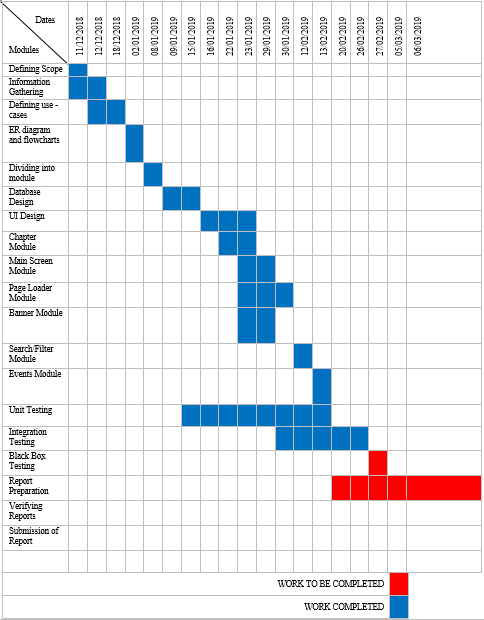 Dates
Modules
11/12/2018
12/12/2018
18/12/2018
02/01/2019
08/01/2019
09/01/2019
15/01/2019
16/01/2019
22/01/2019
23/01/2019
29/01/2019
30/01/2019
12/02/2019
13/02/2019
20/02/2019
26/02/2019
27/02/2019
05/03/2019
06/03/2019
Defining Scope
Information
Gathering
Defining use -
cases
ER diagram
and flowcharts
Dividing into
module
Database
Design
UI Design
Chapter
Module
Main Screen
Module
Page Loader
Module
Banner Module
Search/Filter
Module
Events Module
Unit Testing
Integration
Testing
Black Box
Testing
Report
Preparation
Verifying
Reports
Submission of
Report
WORK TO BE COMPLETED
WORK COMPLETED